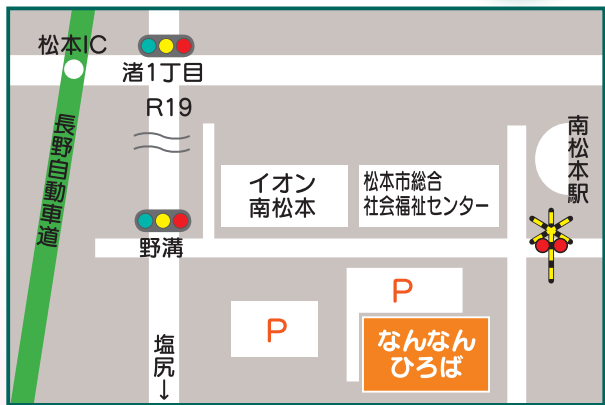 松本IC
渚1丁目
R19
長野自動車道
南松本駅
イオン
南松本
松本市総合
社会福祉センター
野溝
P
P
なんなん
ひろば
塩尻↓